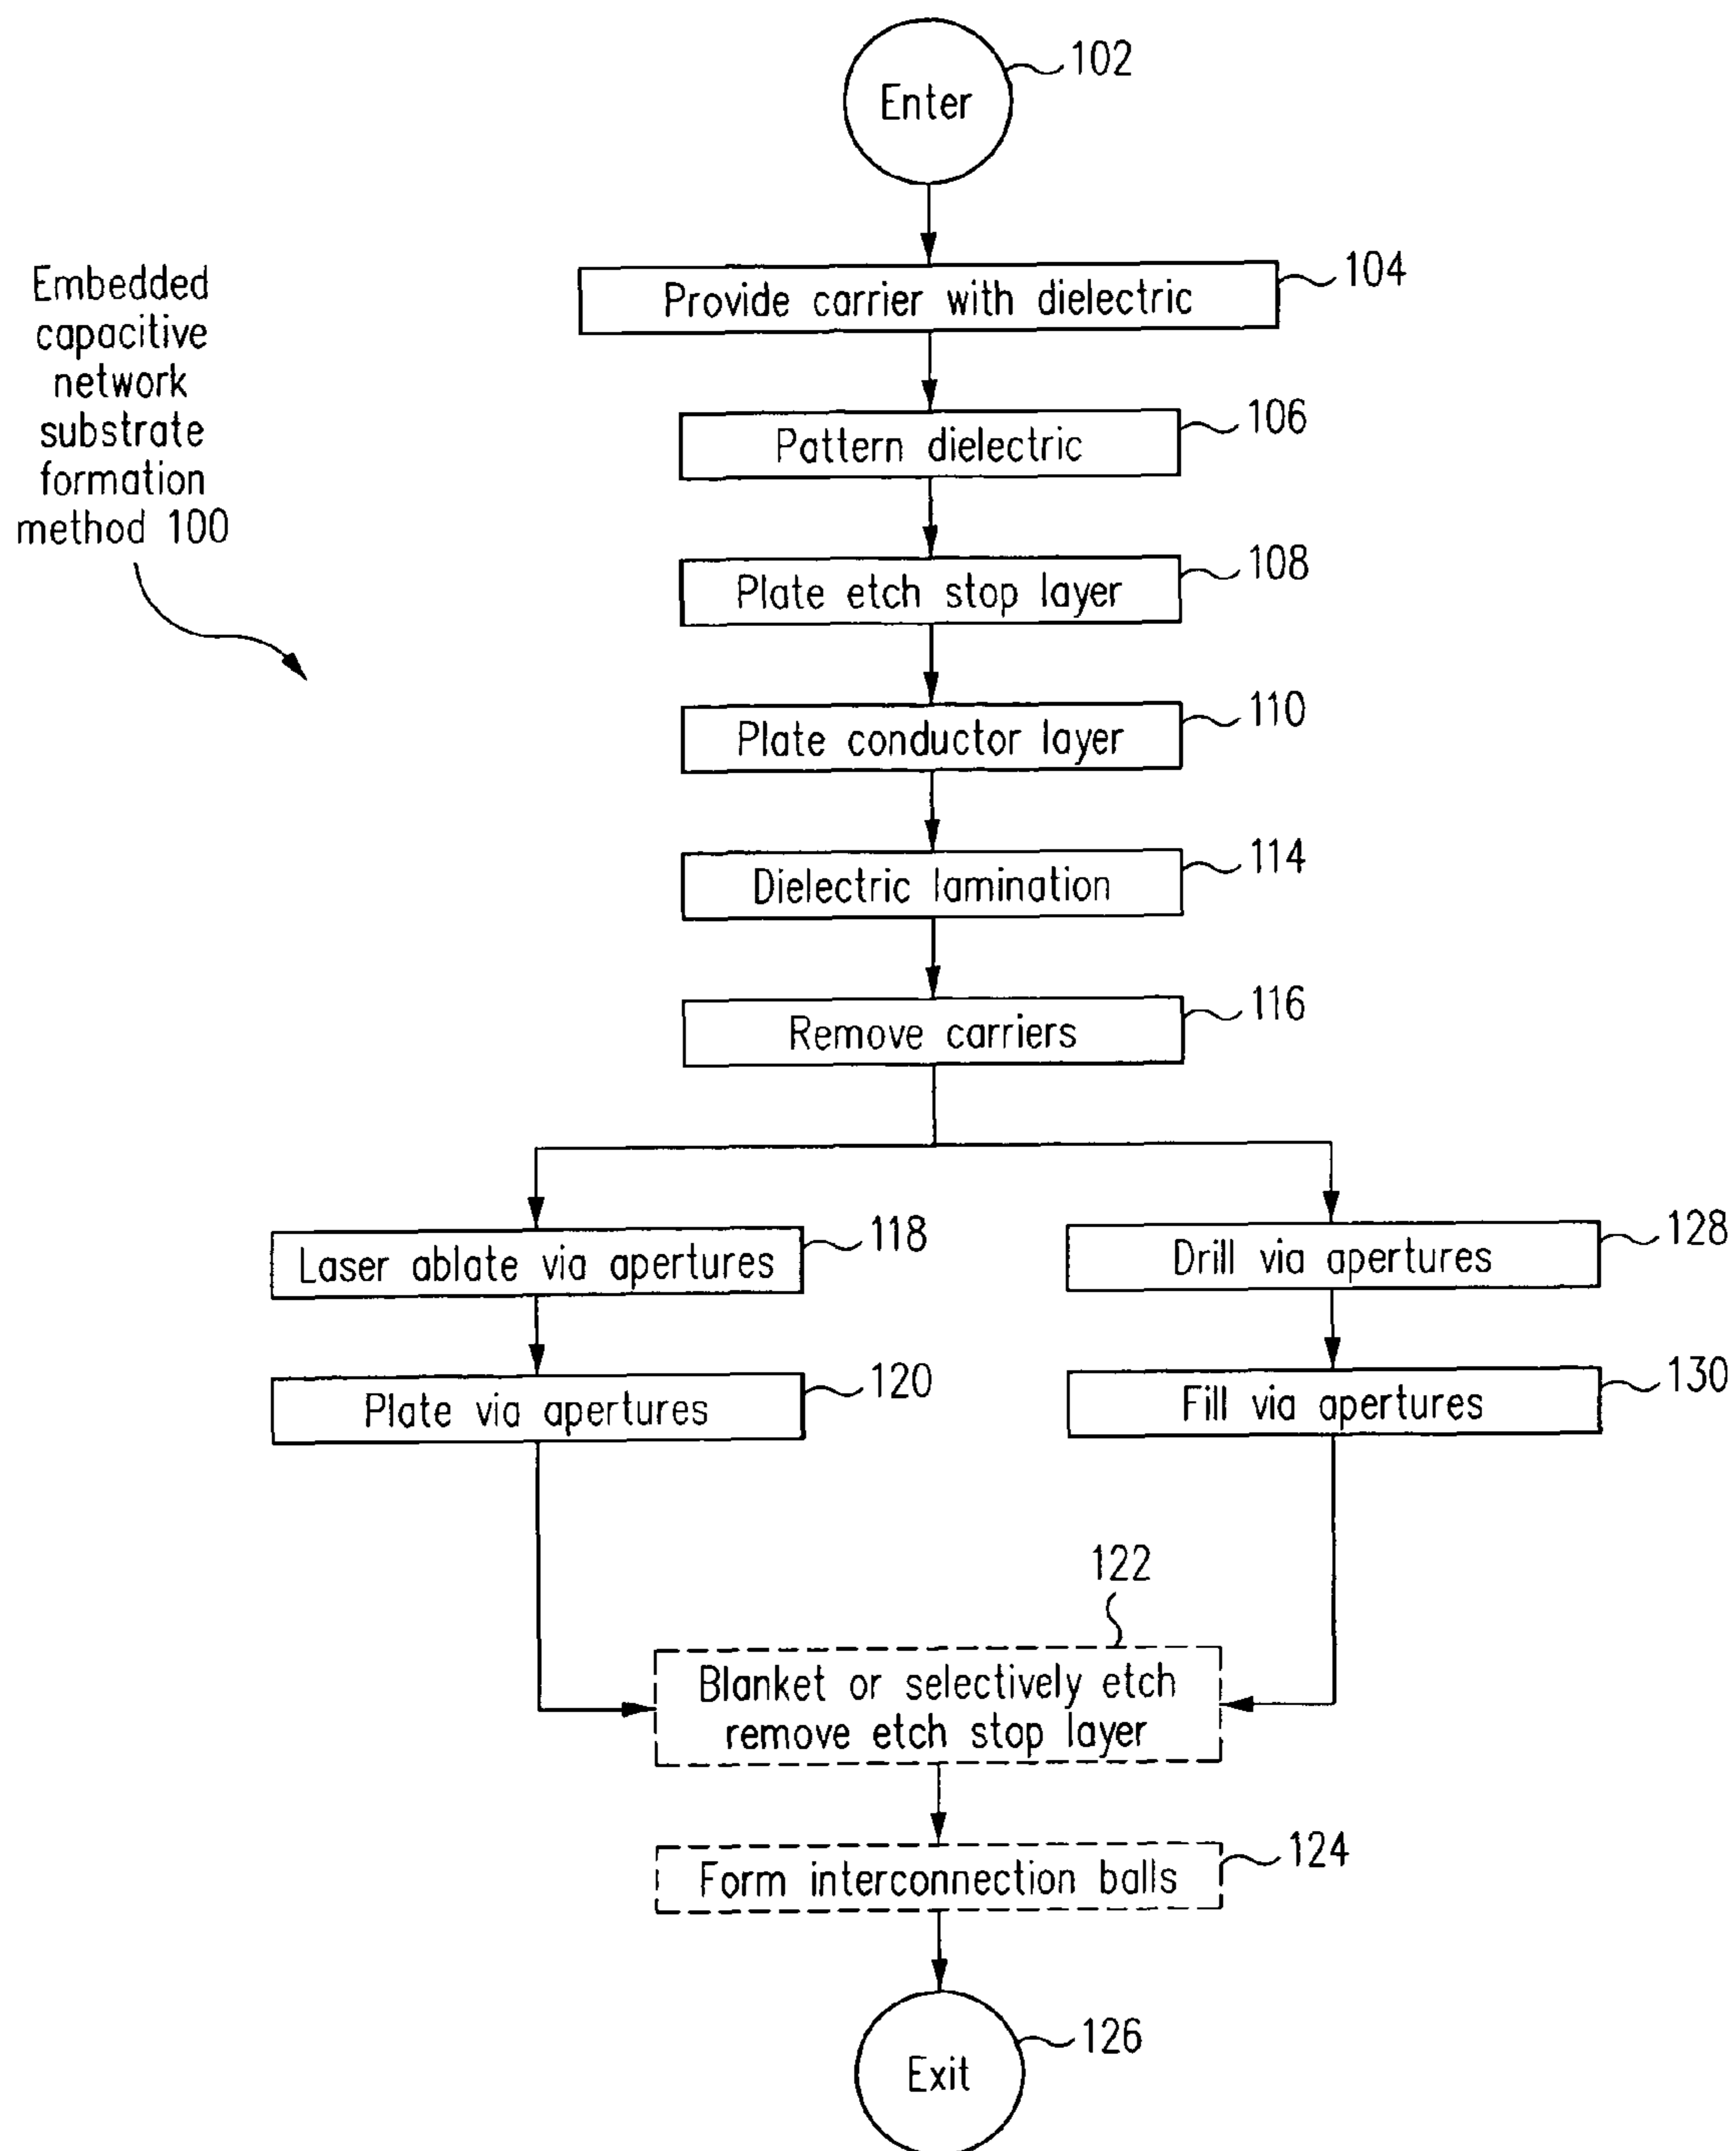 102
Enter
Embedded
capacitive
network
substrate
formation
method 100
104
Provide carrier with dielectric
106
Pattern dielectric
108
Plate etch stop layer
110
Plate conductor layer
114
Dielectric lamination
116
Remove carriers
118
Laser ablate via apertures
128
Drill via apertures
120
Plate via apertures
130
Fill via apertures
122
Blanket or selectively etch
remove etch stop layer
124
Form interconnection balls
126
Exit